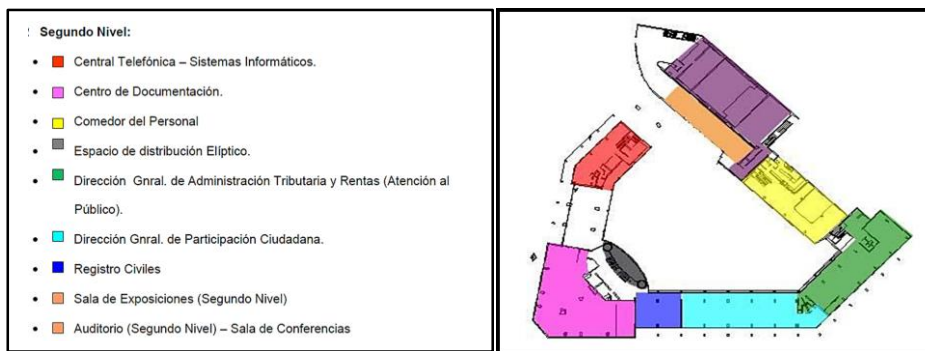 Segundo Nivel:
Central Telefónica – Sistemas Informáticos.
Centro de Documentación.
Comedor del Personal
Espacio de distribución Elíptico.
Dirección Gnral. de Administración Tributaria y Rentas (Atención al
Público).
Dirección Gnral. de Participación Ciudadana.
Registro Civiles
Sala de Exposiciones (Segundo Nivel)
Auditorio (Segundo Nivel) – Sala de Conferencias